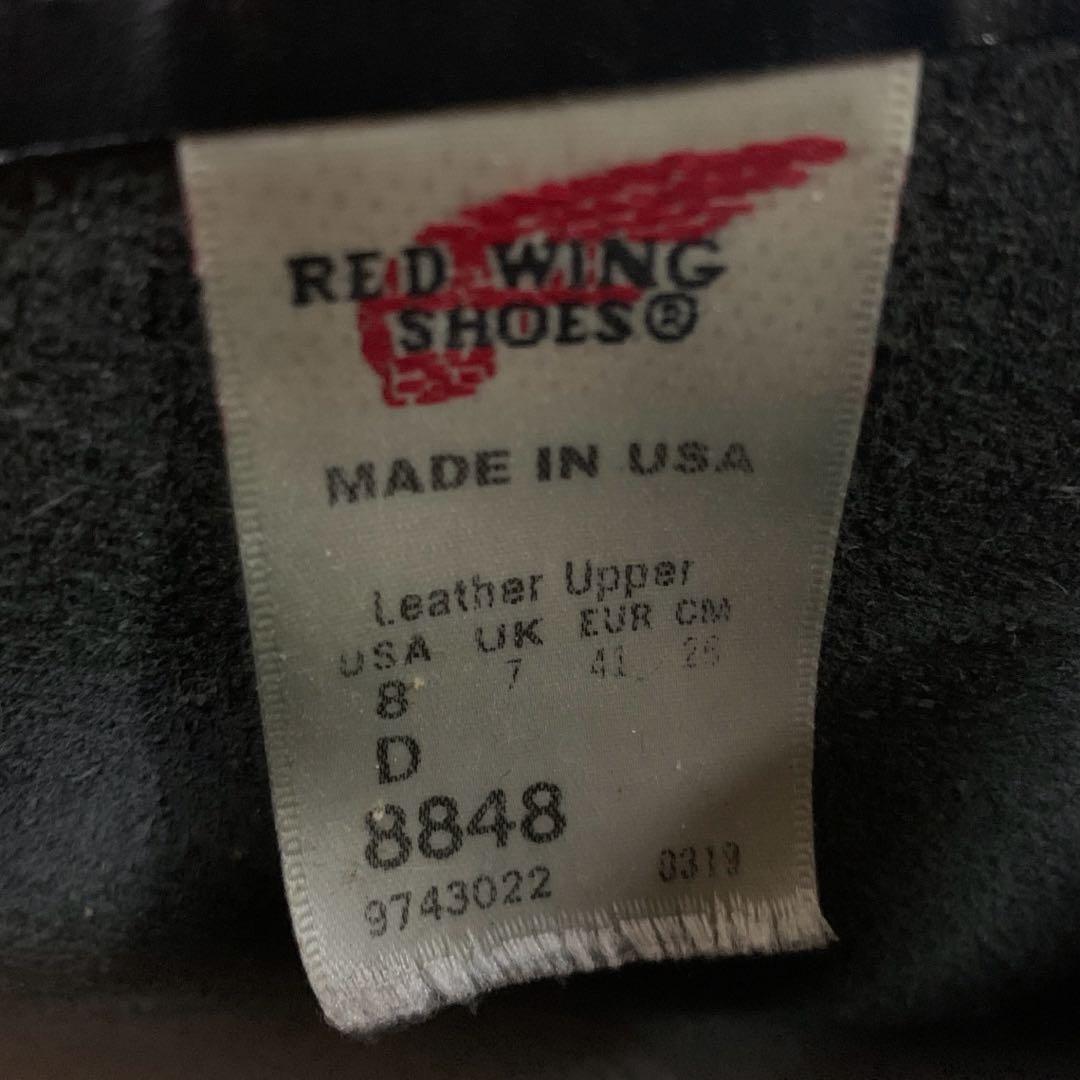 RED WING
SHOES®
MADE IN USA
Leather Upper
USA UK EUR CM
8 7 41 26
D
8848
9743022 0319